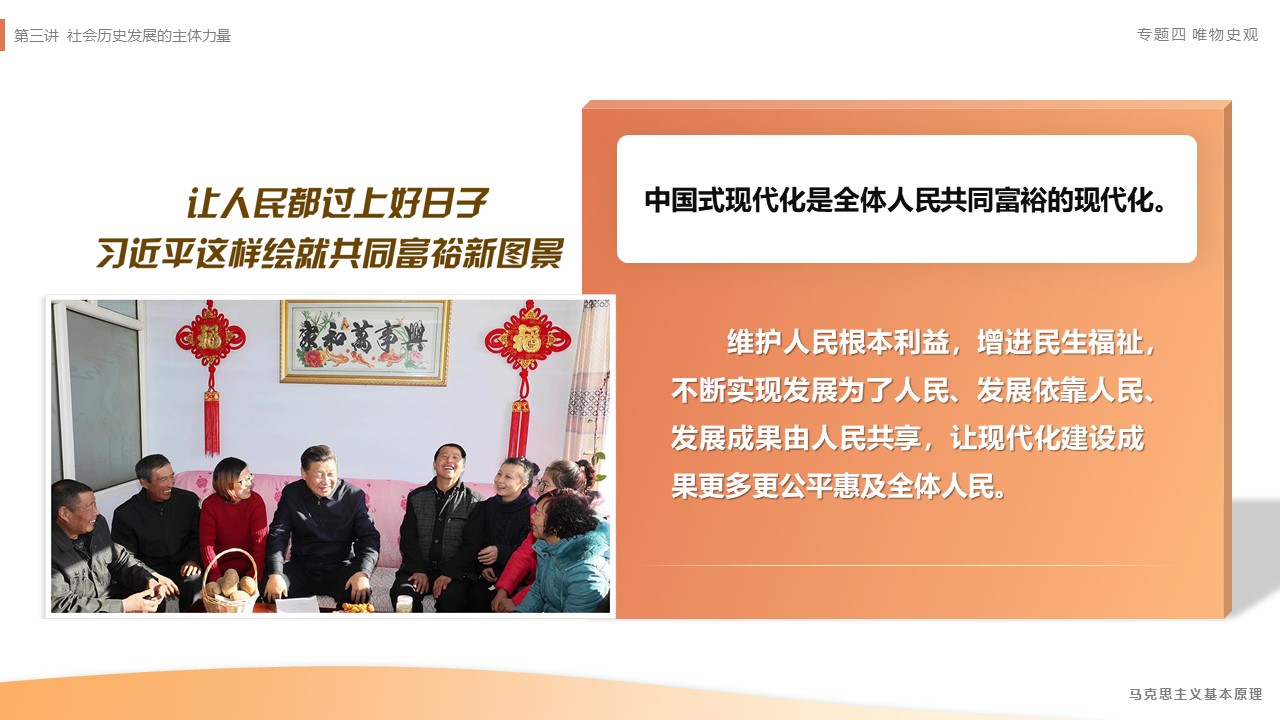 第三讲 社会历史发展的主体力量
专题四 唯物史观
让人民都过上好日子
习近平这样绘就共同富裕新图景
中国式现代化是全体人民共同富裕的现代化。
维护人民根本利益，增进民生福祉，
不断实现发展为了人民、发展依靠人民、
发展成果由人民共享，让现代化建设成
果更多更公平惠及全体人民。
家和萬事興
福
福
马克思主义基本原理